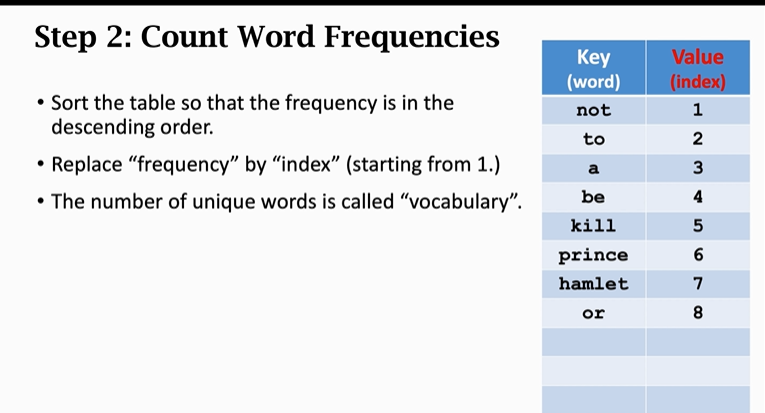 Step 2: Count Word Frequencies
• Sort the table so that the frequency is in the
descending order.
• Replace “frequency” by “index” (starting from 1.)
• The number of unique words is called “vocabulary”.
Key Value
(word) (index)
not 1
to 2
a 3
be 4
kill 5
prince 6
hamlet 7
or 8